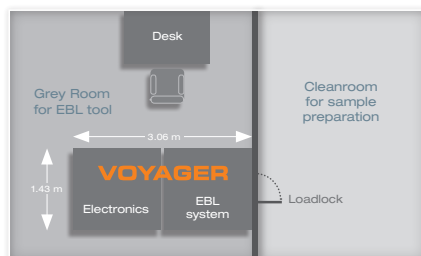 Desk
Grey Room
for EBL tool
Cleanroom
for sample
preparation
3.06 m
VOYAGER
1.43 m
Electronics
EBL
system
Loadlock